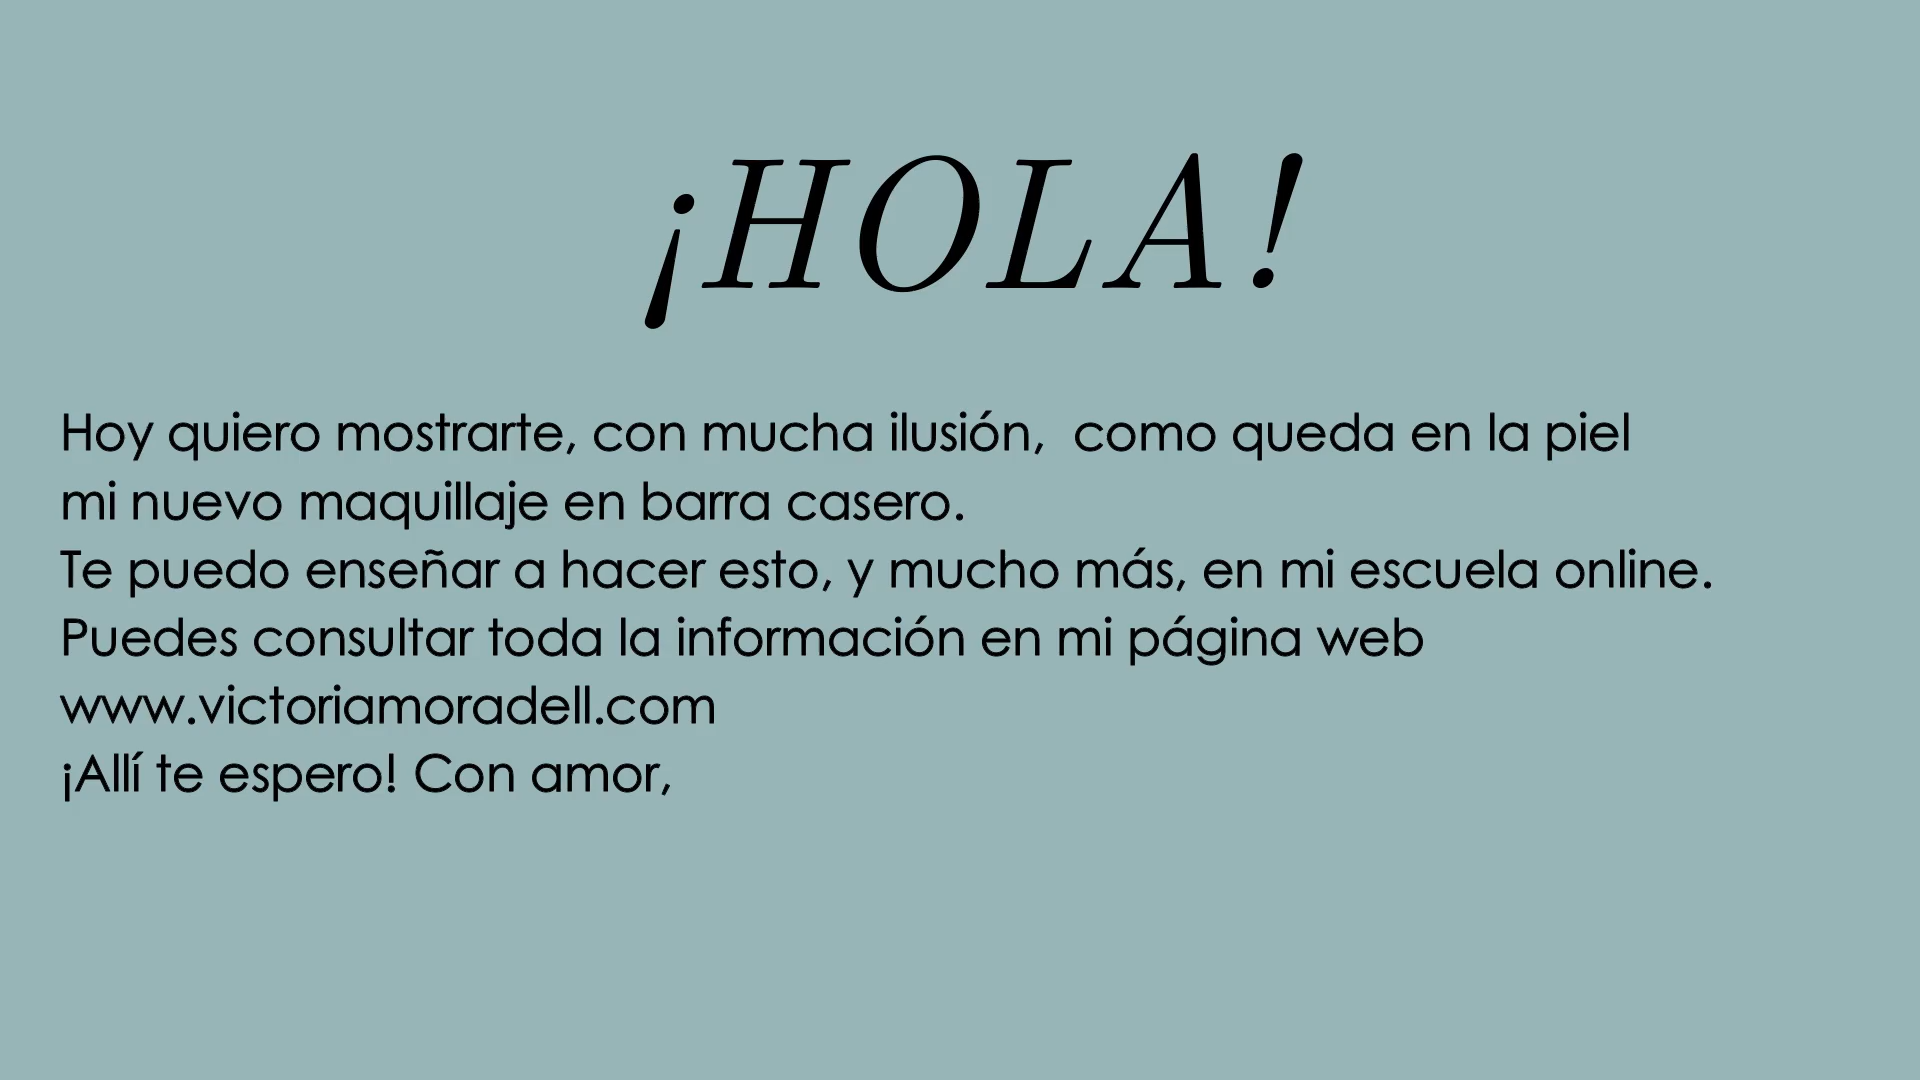 ¡HOLA!
Hoy quiero mostrarte, con mucha ilusión,  como queda en la piel
mi nuevo maquillaje en barra casero.
Te puedo enseñar a hacer esto, y mucho más, en mi escuela online.
Puedes consultar toda la información en mi página web
www.victoriamoradell.com
¡Allí te espero! Con amor,